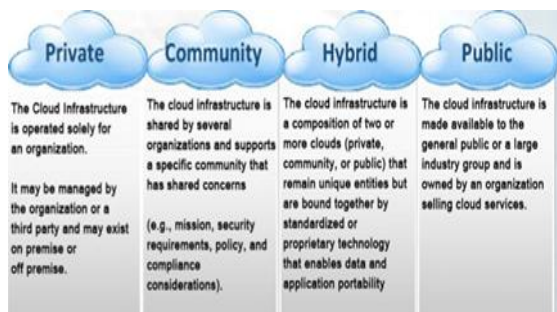 Private
The Cloud Infrastructure
is operated solely for
an organization.
It may be managed by
the organization or a
third party and may exist
on premise or
off premise.
Community
The cloud infrastructure is
shared by several
organizations and supports
a specific community that
has shared concerns
(e.g., mission, security
requirements, policy, and
compliance
considerations).
Hybrid
The cloud infrastructure is
a composition of two or
more clouds (private,
community, or public) that
remain unique entities but
are bound together by
standardized or
proprietary technology
that enables data and
application portability
Public
The cloud infrastructure is
made available to the
general public or a large
industry group and is
owned by an organization
selling cloud services.